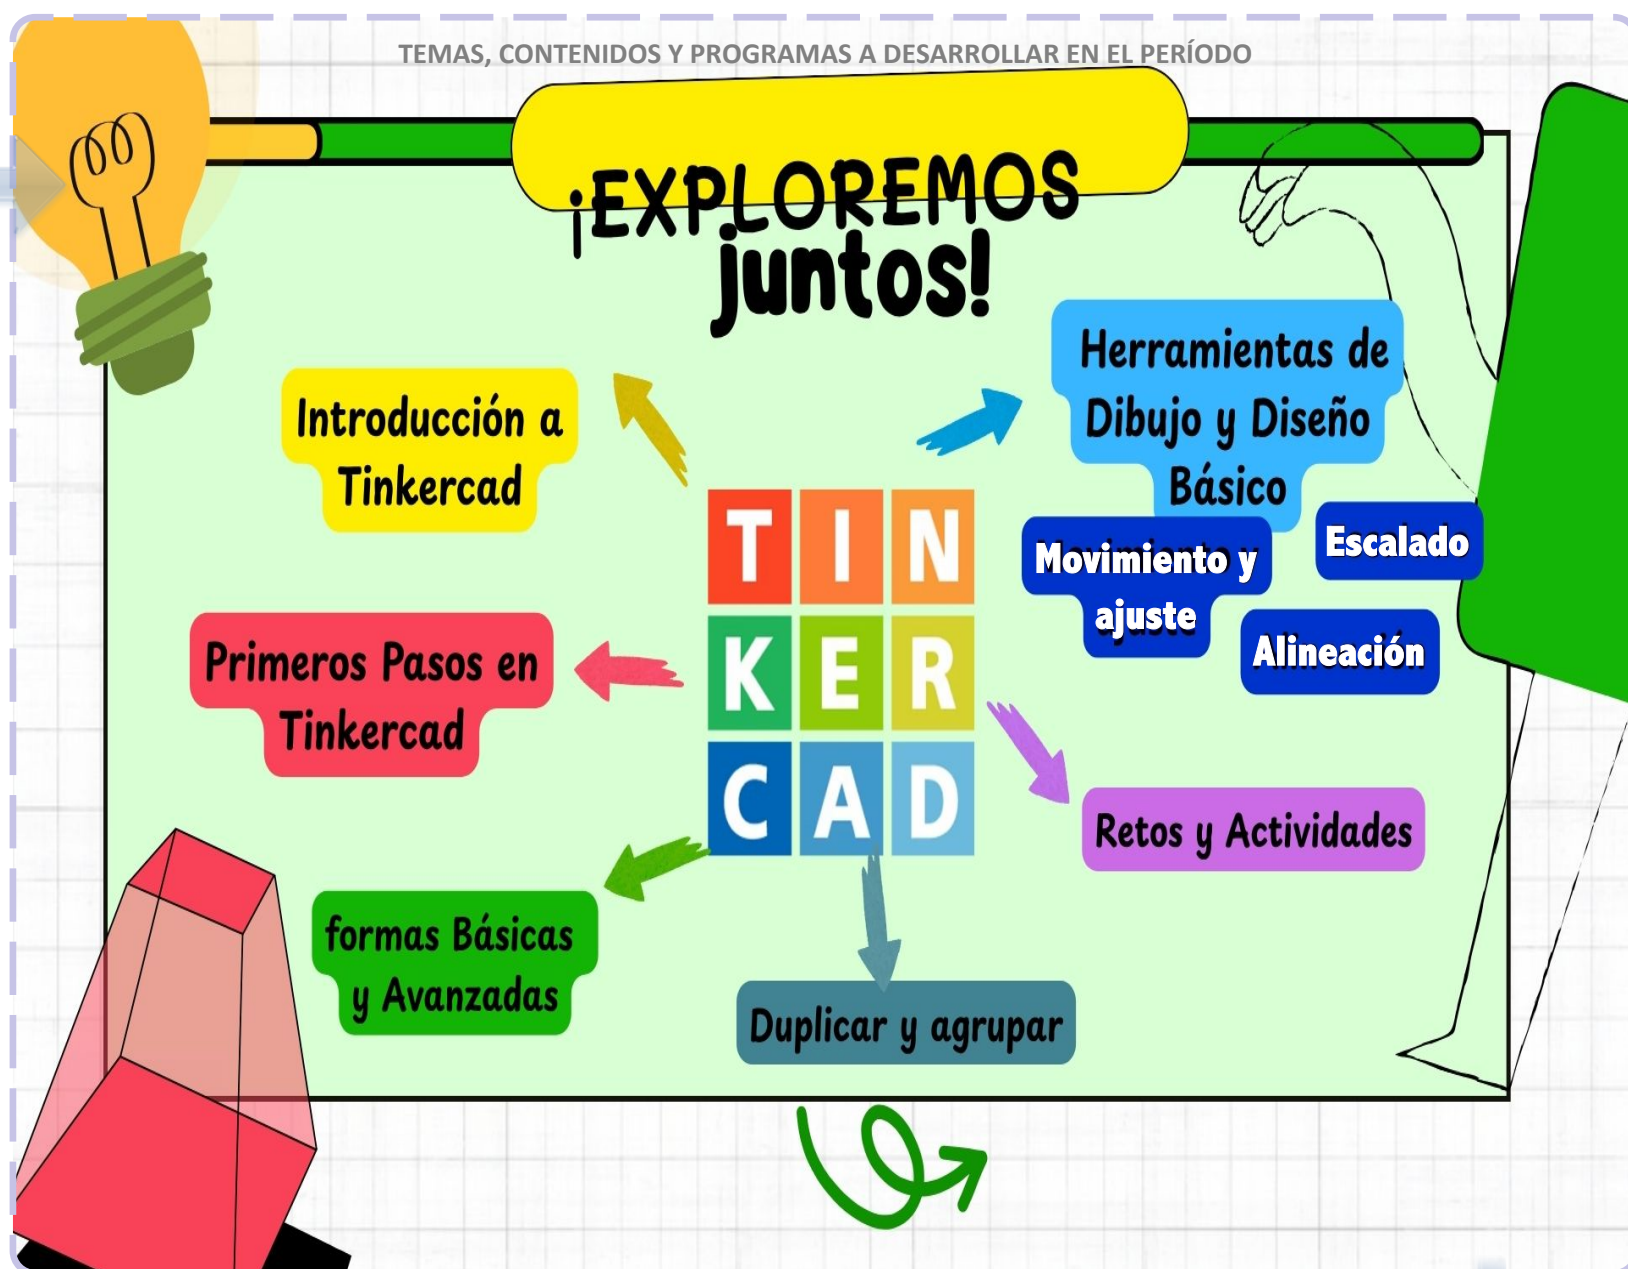 TEMAS, CONTENIDOS Y PROGRAMAS A DESARROLLAR EN EL PERÍODO
¡EXPLOREMOS
juntos!
Introducción a
Tinkercad
Herramientas de
Dibujo y Diseño
Básico
Movimiento y
ajuste
Escalado
Alineación
TIN
KER
CAD
Primeros Pasos en
Tinkercad
Retos y Actividades
formas Básicas
y Avanzadas
Duplicar y agrupar